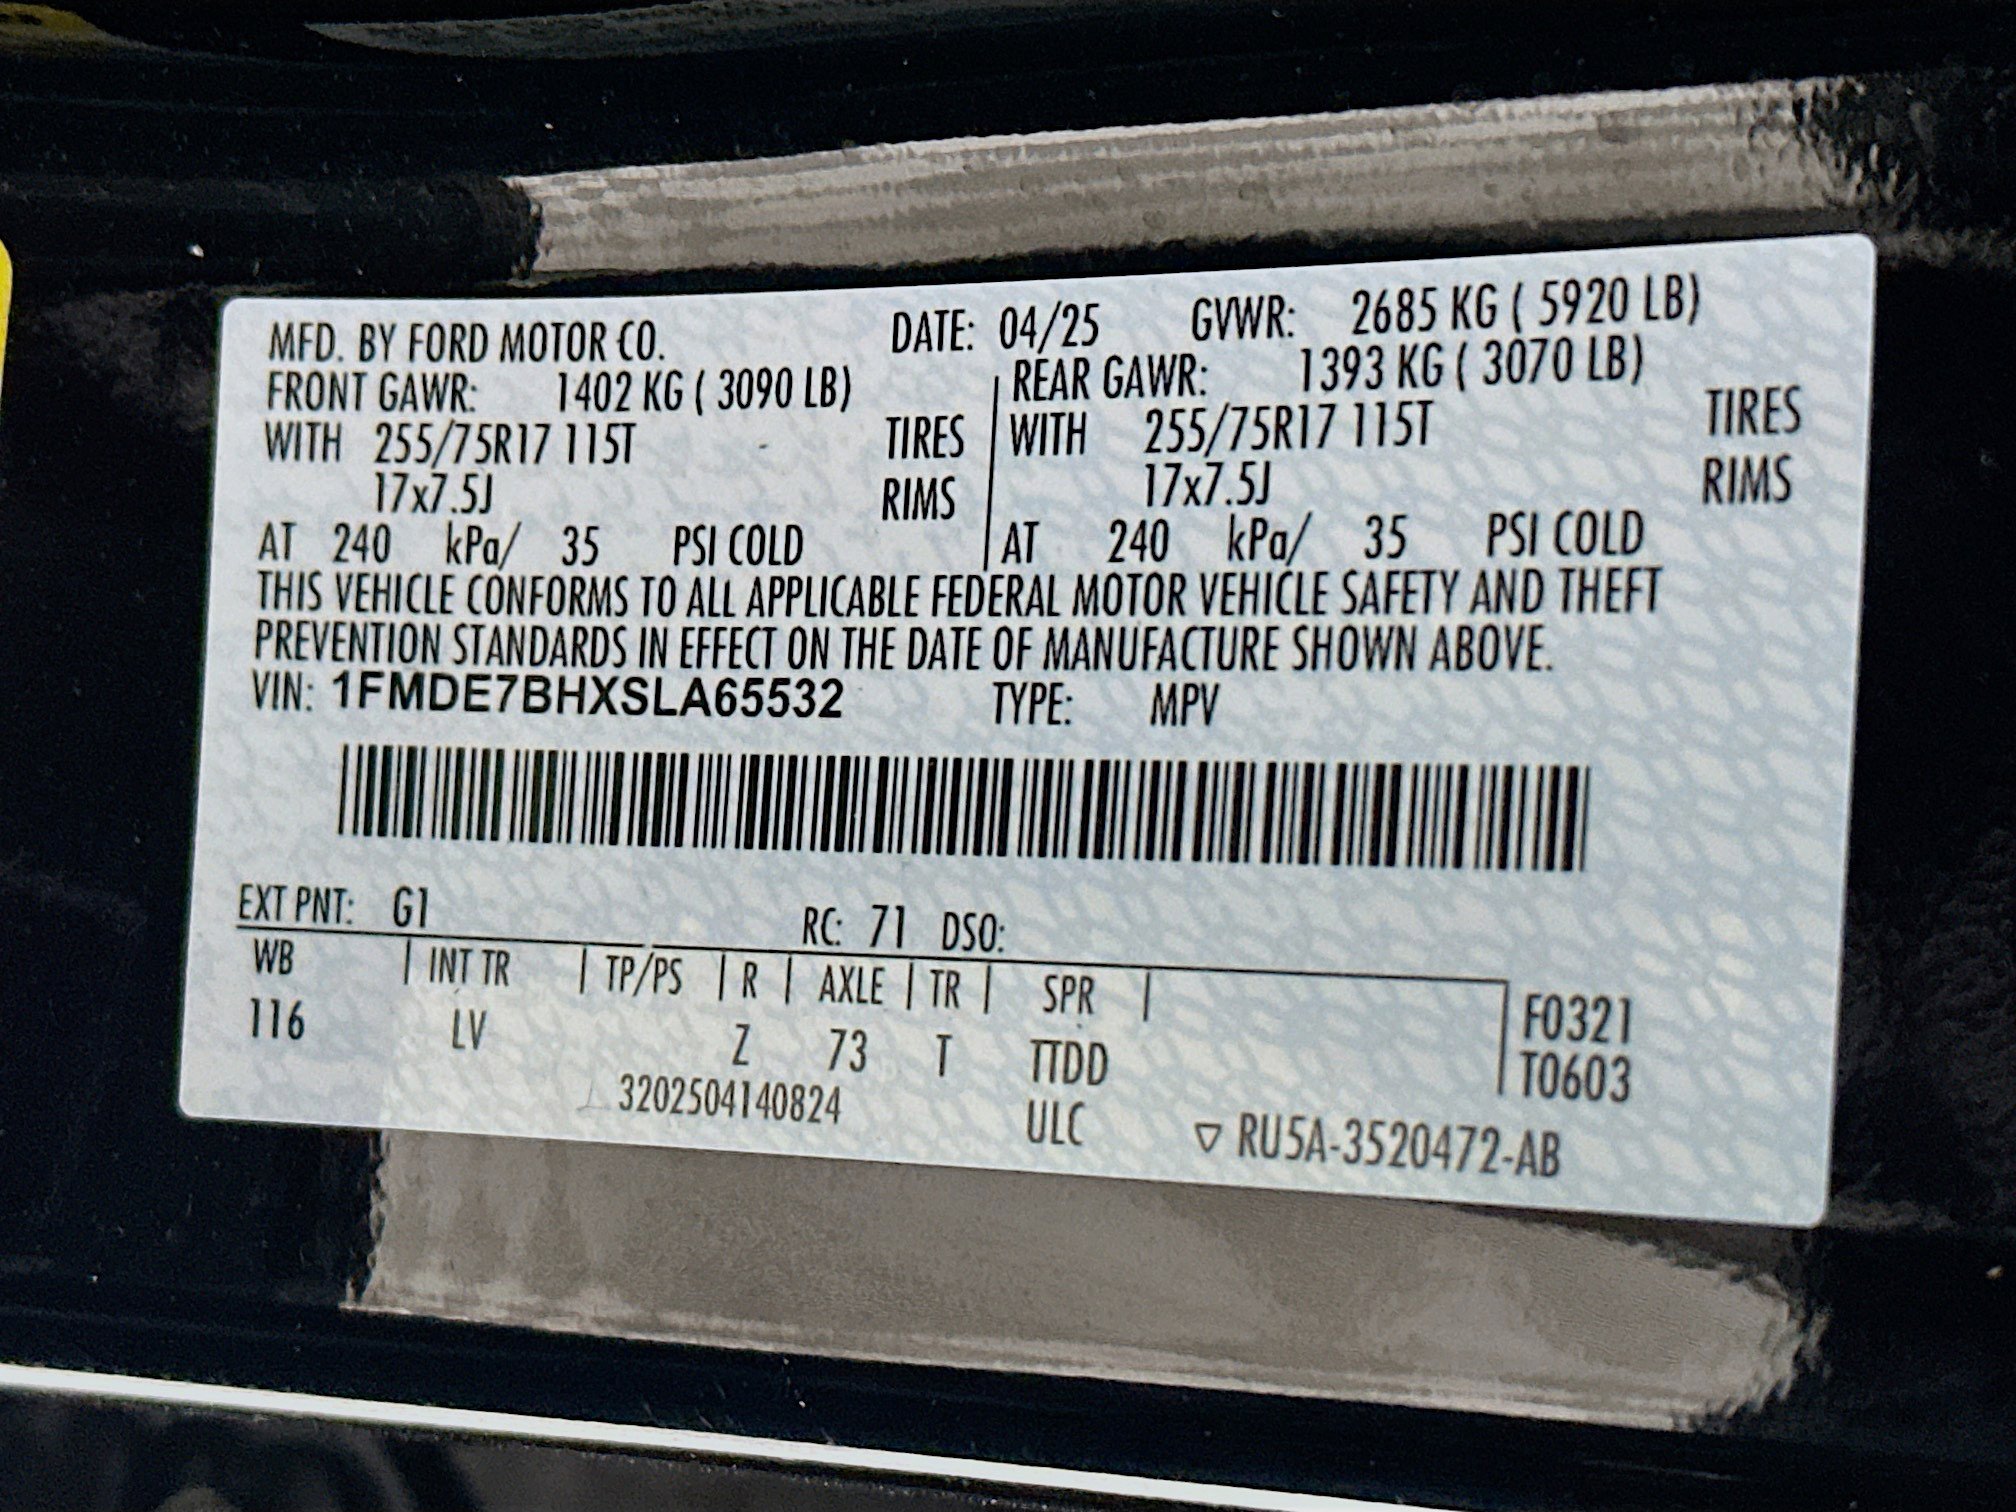 MFD. BY FORD MOTOR CO. DATE: 04/25 GVWR: 2685 KG ( 5920 LB)
FRONT GAWR: 1402 KG ( 3090 LB) REAR GAWR: 1393 KG ( 3070 LB)
WITH 255/75R17 115T TIRES WITH 255/75R17 115T TIRES
17x7.5J RIMS 17x7.5J RIMS
AT 240 kPa/ 35 PSI COLD AT 240 kPa/ 35 PSI COLD
THIS VEHICLE CONFORMS TO ALL APPLICABLE FEDERAL MOTOR VEHICLE SAFETY AND THEFT
PREVENTION STANDARDS IN EFFECT ON THE DATE OF MANUFACTURE SHOWN ABOVE.
VIN: 1FMDE7BHXSLA65532 TYPE: MPV
EXT PNT: G1 RC: 71 DSO:
WB | INT TR | TP/PS | R | AXLE | TR | SPR | F0321
116 LV Z 73 T TTDD T0603
3202504140824 ULC ▽ RU5A-3520472-AB